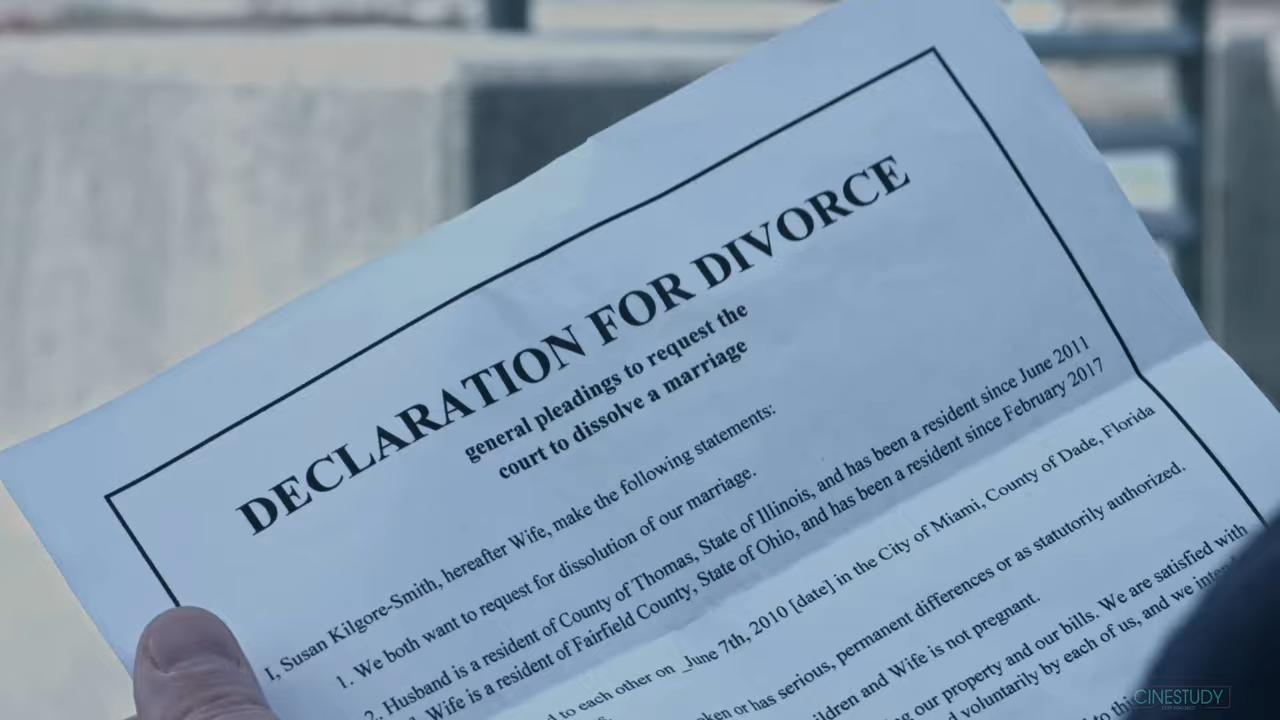 DECLARATION FOR DIVORCE
general pleadings to request the
court to dissolve a marriage
I, Susan Kilgore-Smith, hereafter Wife, make the following statements:
1. We both want to request for dissolution of our marriage.
2. Husband is a resident of County of Thomas, State of Illinois, and has been a resident since June 2011
Wife is a resident of Fairfield County, State of Ohio, and has been a resident since February 2017
to each other on _June 7th, 2010 [date] in the City of Miami, County of Dade, Florida
or has serious, permanent differences or as statutorily authorized.
and Wife is not pregnant.
our property and our bills. We are satisfied with
voluntarily by each of us, and we
CINESTUDY